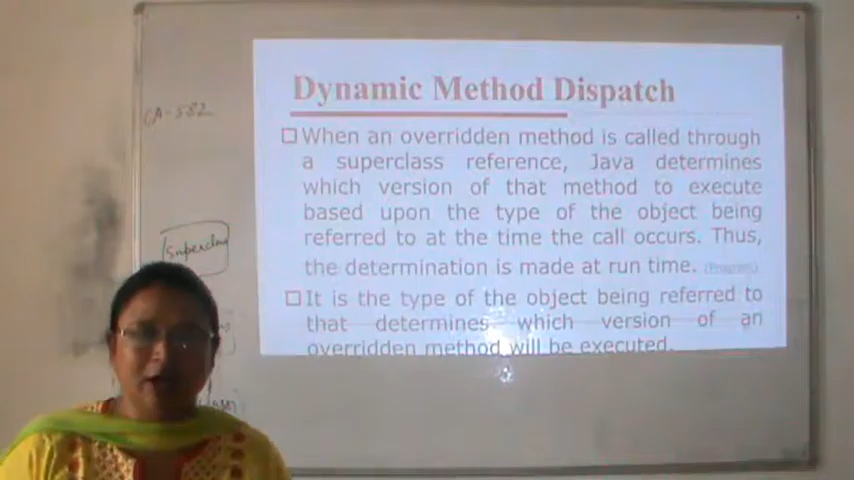 Dynamic Method Dispatch
CA-582
When an overridden method is called through
a superclass reference, Java determines
which version of that method to execute
based upon the type of the object being
referred to at the time the call occurs. Thus,
the determination is made at run time. (Program)
Superclass
It is the type of the object being referred to
that determines which version of an
overridden method will be executed.